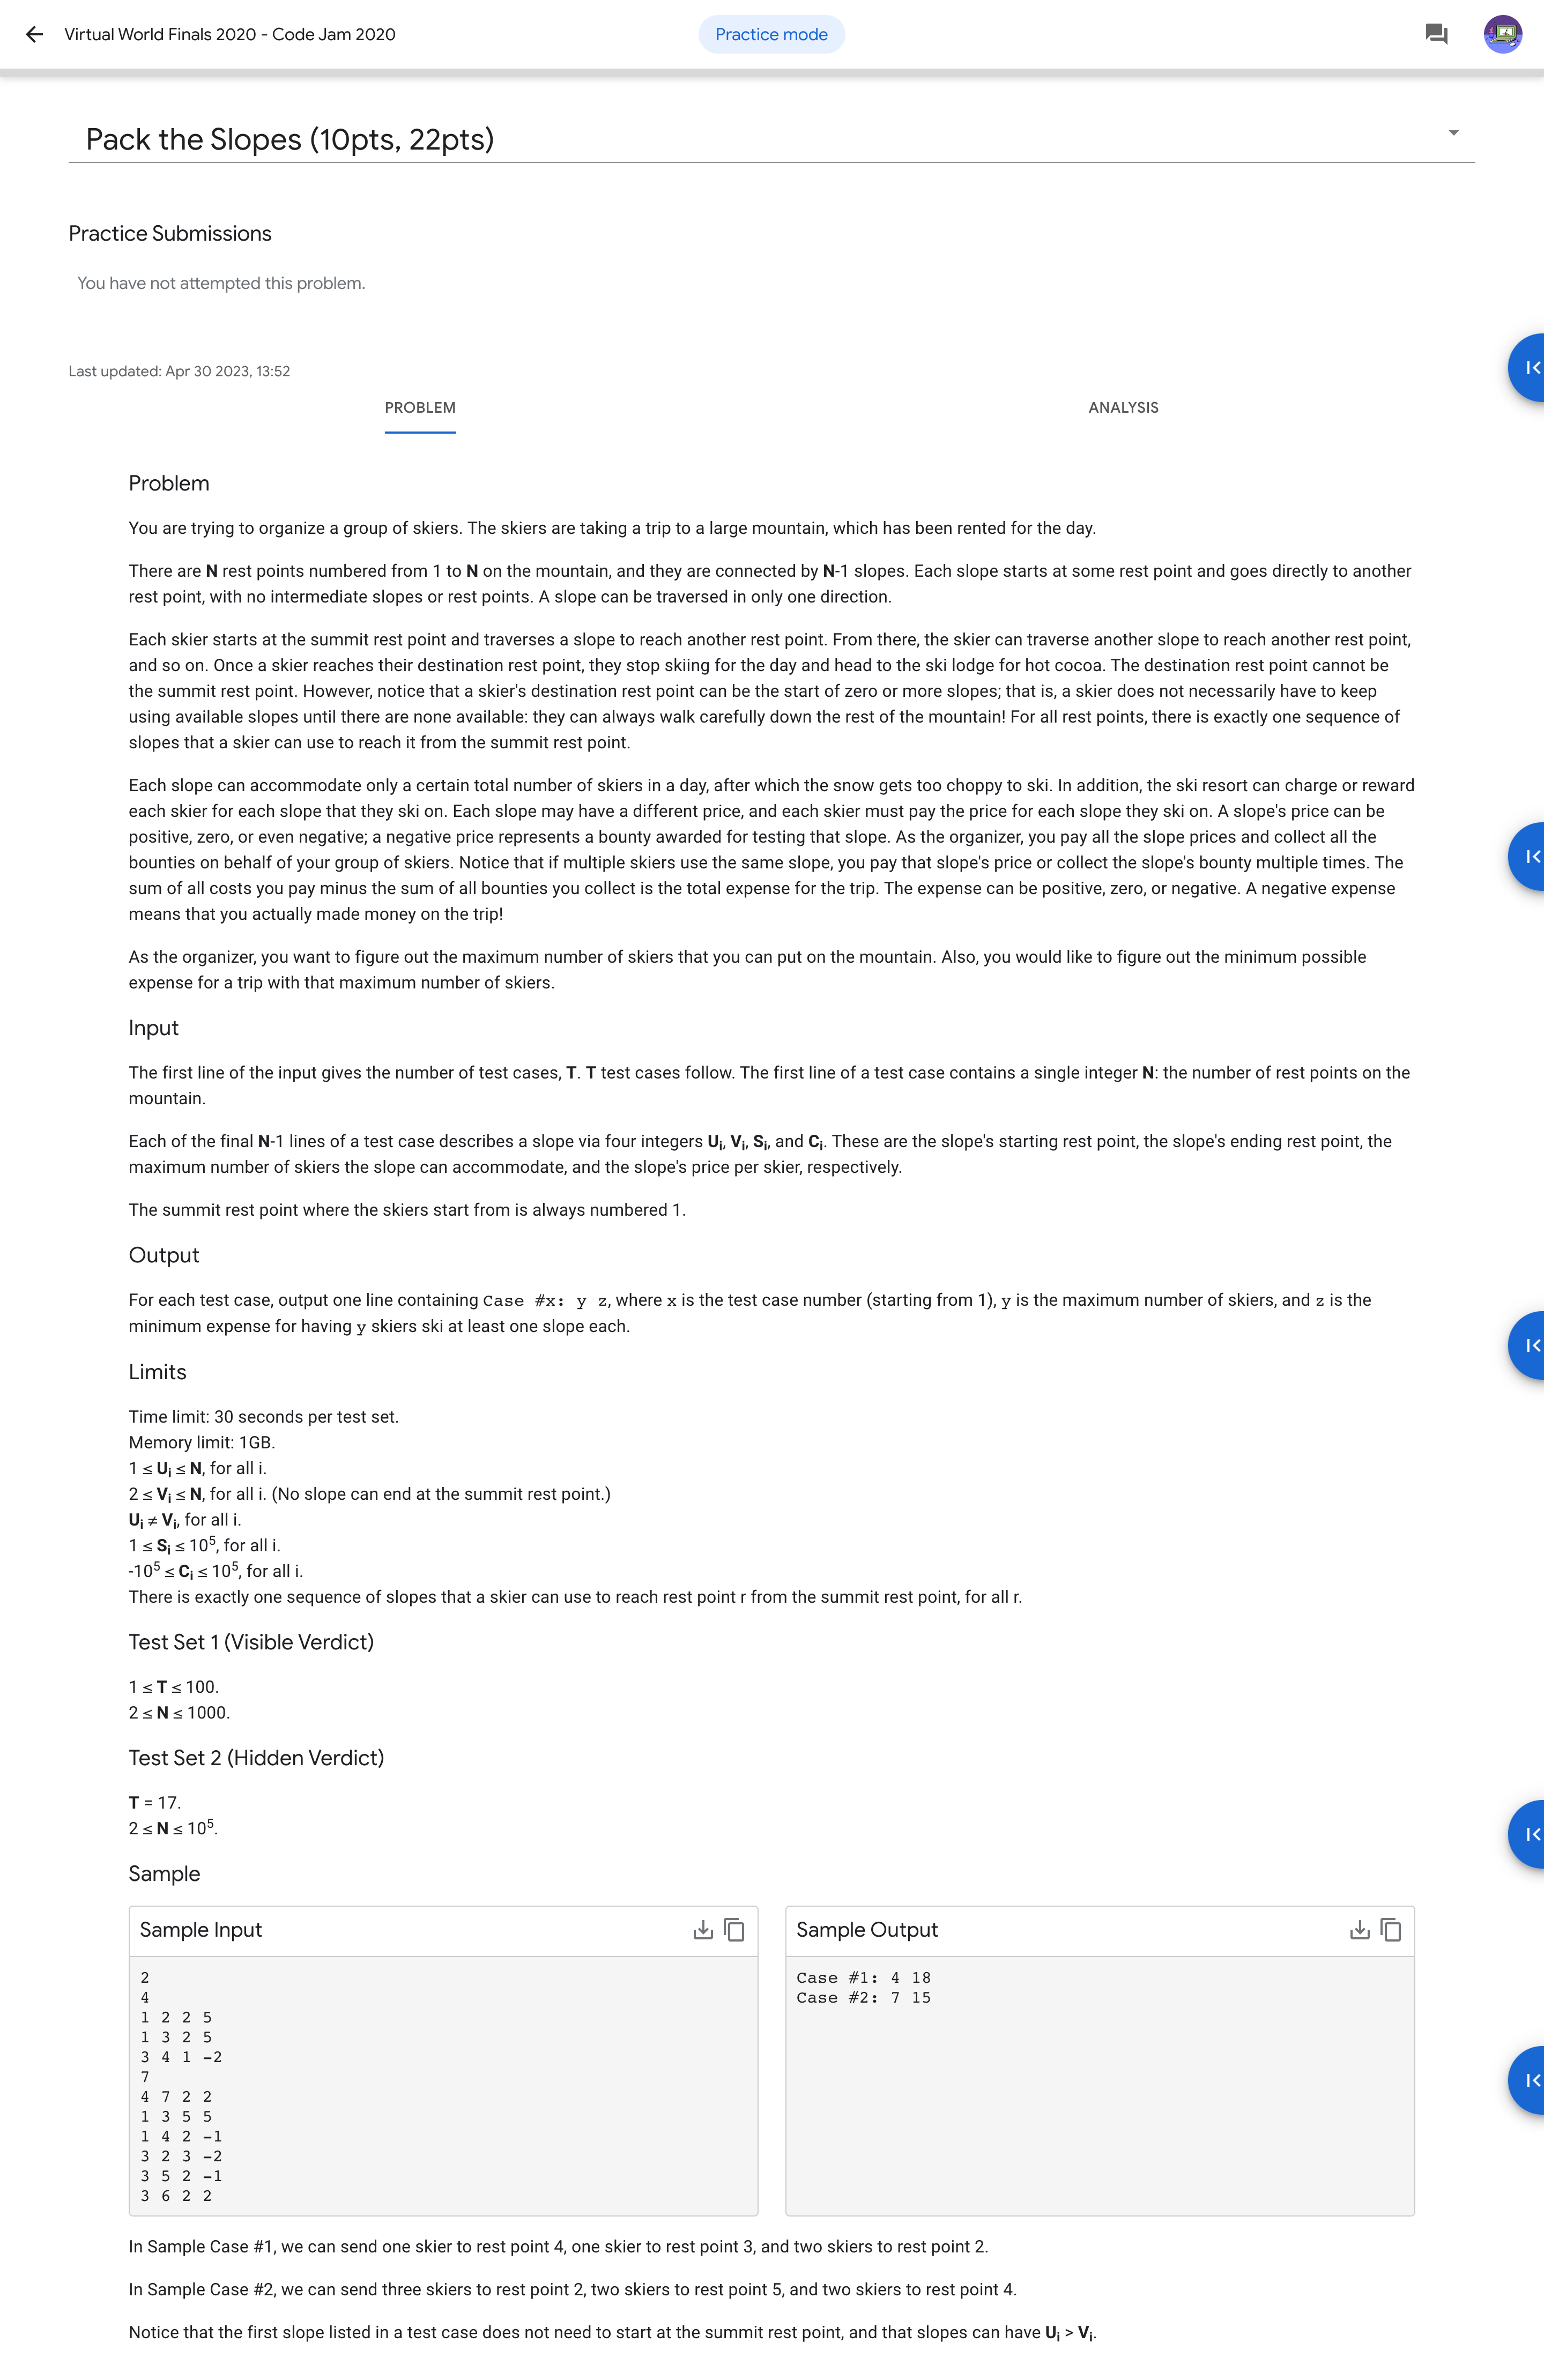 Virtual World Finals 2020 - Code Jam 2020
Practice mode
Pack the Slopes (10pts, 22pts)
Practice Submissions
You have not attempted this problem.
Last updated: Apr 30 2023, 13:52
PROBLEM
ANALYSIS
Problem
You are trying to organize a group of skiers. The skiers are taking a trip to a large mountain, which has been rented for the day.
There are N rest points numbered from 1 to N on the mountain, and they are connected by N-1 slopes. Each slope starts at some rest point and goes directly to another
rest point, with no intermediate slopes or rest points. A slope can be traversed in only one direction.
Each skier starts at the summit rest point and traverses a slope to reach another rest point. From there, the skier can traverse another slope to reach another rest point,
and so on. Once a skier reaches their destination rest point, they stop skiing for the day and head to the ski lodge for hot cocoa. The destination rest point cannot be
the summit rest point. However, notice that a skier's destination rest point can be the start of zero or more slopes; that is, a skier does not necessarily have to keep
using available slopes until there are none available: they can always walk carefully down the rest of the mountain! For all rest points, there is exactly one sequence of
slopes that a skier can use to reach it from the summit rest point.
Each slope can accommodate only a certain total number of skiers in a day, after which the snow gets too choppy to ski. In addition, the ski resort can charge or reward
each skier for each slope that they ski on. Each slope may have a different price, and each skier must pay the price for each slope they ski on. A slope's price can be
positive, zero, or even negative; a negative price represents a bounty awarded for testing that slope. As the organizer, you pay all the slope prices and collect all the
bounties on behalf of your group of skiers. Notice that if multiple skiers use the same slope, you pay that slope's price or collect the slope's bounty multiple times. The
sum of all costs you pay minus the sum of all bounties you collect is the total expense for the trip. The expense can be positive, zero, or negative. A negative expense
means that you actually made money on the trip!
As the organizer, you want to figure out the maximum number of skiers that you can put on the mountain. Also, you would like to figure out the minimum possible
expense for a trip with that maximum number of skiers.
Input
The first line of the input gives the number of test cases, T. T test cases follow. The first line of a test case contains a single integer N: the number of rest points on the
mountain.
Each of the final N-1 lines of a test case describes a slope via four integers Ui, Vi, Si, and Ci. These are the slope's starting rest point, the slope's ending rest point, the
maximum number of skiers the slope can accommodate, and the slope's price per skier, respectively.
The summit rest point where the skiers start from is always numbered 1.
Output
For each test case, output one line containing Case #x: y z, where x is the test case number (starting from 1), y is the maximum number of skiers, and z is the
minimum expense for having y skiers ski at least one slope each.
Limits
Time limit: 30 seconds per test set.
Memory limit: 1GB.
1 ≤ Ui ≤ N, for all i.
2 ≤ Vi ≤ N, for all i. (No slope can end at the summit rest point.)
Ui ≠ Vi, for all i.
1 ≤ Si ≤ 10^5, for all i.
-10^5 ≤ Ci ≤ 10^5, for all i.
There is exactly one sequence of slopes that a skier can use to reach rest point r from the summit rest point, for all r.
Test Set 1 (Visible Verdict)
1 ≤ T ≤ 100.
2 ≤ N ≤ 1000.
Test Set 2 (Hidden Verdict)
T = 17.
2 ≤ N ≤ 10^5.
Sample
Sample Input
2
4
1 2 2 5
1 3 2 5
3 4 1 -2
7
4 7 2 2
1 3 5 5
1 4 2 -1
3 2 3 -2
3 5 2 -1
3 6 2 2
Sample Output
Case #1: 4 18
Case #2: 7 15
In Sample Case #1, we can send one skier to rest point 4, one skier to rest point 3, and two skiers to rest point 2.
In Sample Case #2, we can send three skiers to rest point 2, two skiers to rest point 5, and two skiers to rest point 4.
Notice that the first slope listed in a test case does not need to start at the summit rest point, and that slopes can have Ui > Vi.